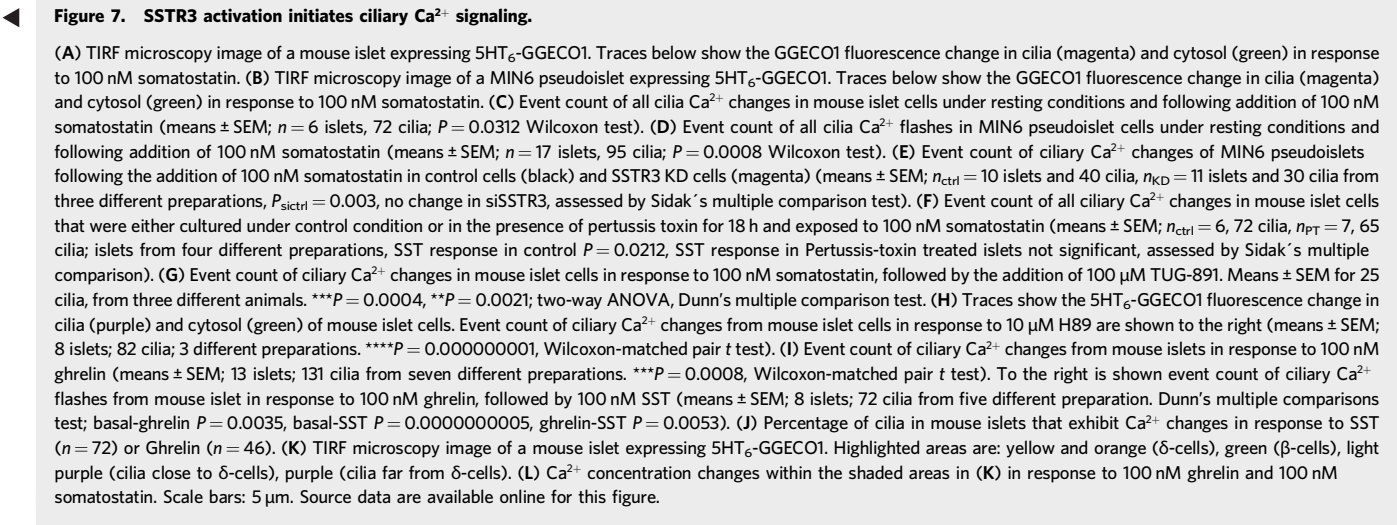 Figure 7. SSTR3 activation initiates ciliary Ca²⁺ signaling.
(A) TIRF microscopy image of a mouse islet expressing 5HT₆-GGECO1. Traces below show the GGECO1 fluorescence change in cilia (magenta) and cytosol (green) in response
to 100 nM somatostatin. (B) TIRF microscopy image of a MIN6 pseudoislet expressing 5HT₆-GGECO1. Traces below show the GGECO1 fluorescence change in cilia (magenta)
and cytosol (green) in response to 100 nM somatostatin. (C) Event count of all cilia Ca²⁺ changes in mouse islet cells under resting conditions and following addition of 100 nM
somatostatin (means ± SEM; n = 6 islets, 72 cilia; P = 0.0312 Wilcoxon test). (D) Event count of all cilia Ca²⁺ flashes in MIN6 pseudoislet cells under resting conditions and
following addition of 100 nM somatostatin (means ± SEM; n = 17 islets, 95 cilia; P = 0.0008 Wilcoxon test). (E) Event count of ciliary Ca²⁺ changes of MIN6 pseudoislets
following the addition of 100 nM somatostatin in control cells (black) and SSTR3 KD cells (magenta) (means ± SEM; nctrl = 10 islets and 40 cilia, nKD = 11 islets and 30 cilia from
three different preparations, Psictrl = 0.003, no change in siSSTR3, assessed by Sidak´s multiple comparison test). (F) Event count of all ciliary Ca²⁺ changes in mouse islet cells
that were either cultured under control condition or in the presence of pertussis toxin for 18 h and exposed to 100 nM somatostatin (means ± SEM; nctrl = 6, 72 cilia, nPT = 7, 65
cilia; islets from four different preparations, SST response in control P = 0.0212, SST response in Pertussis-toxin treated islets not significant, assessed by Sidak´s multiple
comparison). (G) Event count of ciliary Ca²⁺ changes in mouse islet cells in response to 100 nM somatostatin, followed by the addition of 100 µM TUG-891. Means ± SEM for 25
cilia, from three different animals. ***P = 0.0004, **P = 0.0021; two-way ANOVA, Dunn's multiple comparison test. (H) Traces show the 5HT₆-GGECO1 fluorescence change in
cilia (purple) and cytosol (green) of mouse islet cells. Event count of ciliary Ca²⁺ changes from mouse islet cells in response to 10 µM H89 are shown to the right (means ± SEM;
8 islets; 82 cilia; 3 different preparations. ****P = 0.000000001, Wilcoxon-matched pair t test). (I) Event count of ciliary Ca²⁺ changes from mouse islets in response to 100 nM
ghrelin (means ± SEM; 13 islets; 131 cilia from seven different preparations. ***P = 0.0008, Wilcoxon-matched pair t test). To the right is shown event count of ciliary Ca²⁺
flashes from mouse islet in response to 100 nM ghrelin, followed by 100 nM SST (means ± SEM; 8 islets; 72 cilia from five different preparation. Dunn's multiple comparisons
test; basal-ghrelin P = 0.0035, basal-SST P = 0.0000000005, ghrelin-SST P = 0.0053). (J) Percentage of cilia in mouse islets that exhibit Ca²⁺ changes in response to SST
(n = 72) or Ghrelin (n = 46). (K) TIRF microscopy image of a mouse islet expressing 5HT₆-GGECO1. Highlighted areas are: yellow and orange (δ-cells), green (β-cells), light
purple (cilia close to δ-cells), purple (cilia far from δ-cells). (L) Ca²⁺ concentration changes within the shaded areas in (K) in response to 100 nM ghrelin and 100 nM
somatostatin. Scale bars: 5 µm. Source data are available online for this figure.